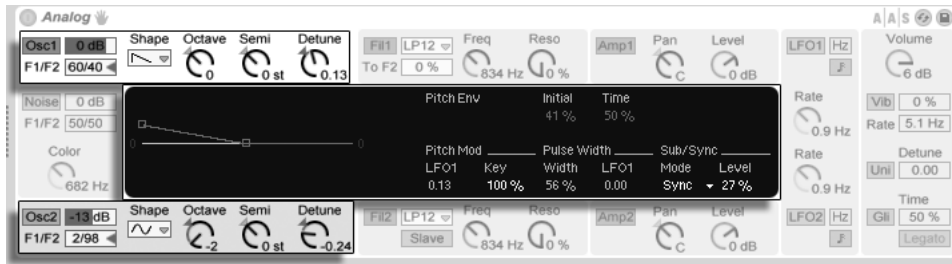 Analog
A|A|S
Osc1 0 dB Shape Octave Semi Detune
F1/F2 60/40 0 0 st 0.13
Fil1 LP12 Freq Reso
To F2 0 % 834 Hz 0 %
Amp1 Pan Level
C 0 dB
LFO1 Hz
Volume
-6 dB
Noise 0 dB
F1/F2 50/50
Color
682 Hz
Pitch Env Initial Time
41 % 50 %
0 0
Pitch Mod Pulse Width Sub/Sync
LFO1 Key Width LFO1 Mode Level
0.13 100 % 56 % 0.00 Sync 27 %
Rate
0.9 Hz
Rate
0.9 Hz
Vib 0 %
Rate 5.1 Hz
Detune
Uni 0.00
Time
Gli 50 %
Legato
Osc2 -13 dB Shape Octave Semi Detune
F1/F2 2/98 -2 0 st -0.24
Fil2 LP12 Freq Reso
Slave 834 Hz 0 %
Amp2 Pan Level
C 0 dB
LFO2 Hz